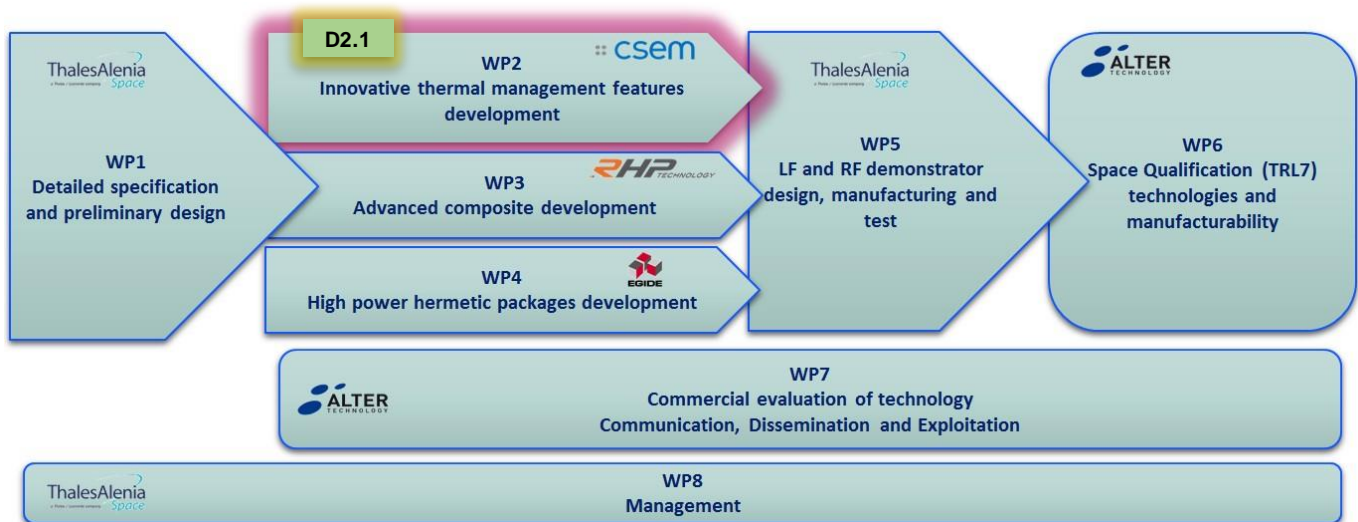 D2.1
ThalesAlenia
Space
WP1
Detailed specification
and preliminary design
csem
WP2
Innovative thermal management features
development
RHP TECHNOLOGY
WP3
Advanced composite development
EGIDE
WP4
High power hermetic packages development
ThalesAlenia
Space
WP5
LF and RF demonstrator
design, manufacturing and
test
ALTER
TECHNOLOGY
WP6
Space Qualification (TRL7)
technologies and
manufacturability
ALTER
TECHNOLOGY
WP7
Commercial evaluation of technology
Communication, Dissemination and Exploitation
ThalesAlenia
Space
WP8
Management